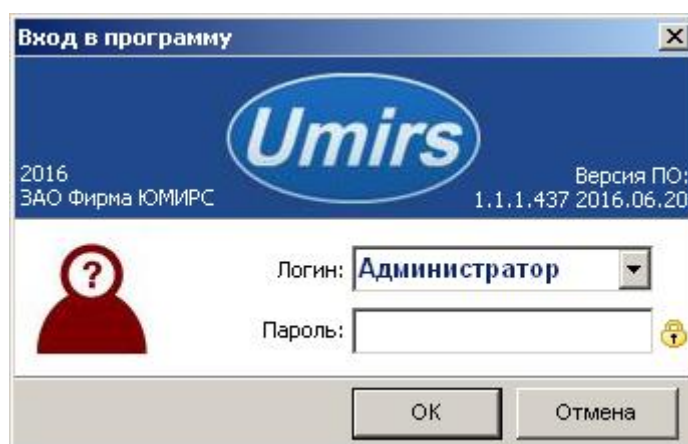 Вход в программу
Umirs
2016
ЗАО Фирма ЮМИРС
Версия ПО:
1.1.1.437 2016.06.20
?
Логин: Администратор
Пароль:
OK
Отмена